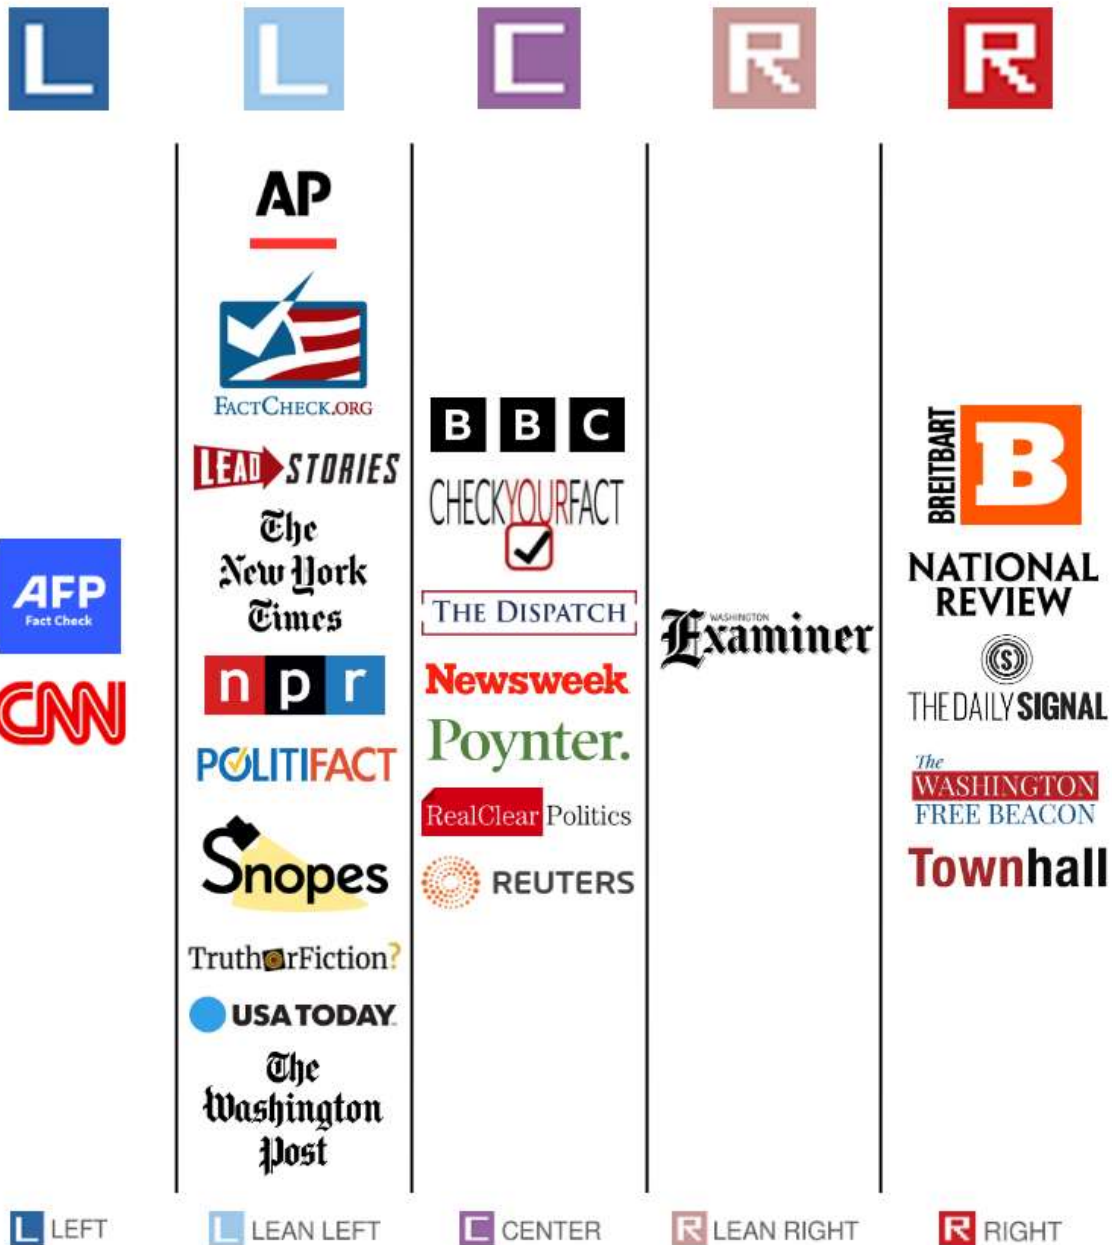 L
L
C
R
R
AFP
Fact Check
CNN
AP
FACTCHECK.ORG
LEAD STORIES
The
New York
Times
npr
POLITIFACT
Snopes
TruthorFiction?
USA TODAY
The
Washington
Post
BBC
CHECKYOURFACT
THE DISPATCH
Newsweek
Poynter.
RealClear Politics
REUTERS
WASHINGTON
Examiner
BREITBART
B
NATIONAL
REVIEW
(S)
THE DAILY SIGNAL
The
WASHINGTON
FREE BEACON
Townhall
L LEFT
L LEAN LEFT
C CENTER
R LEAN RIGHT
R RIGHT